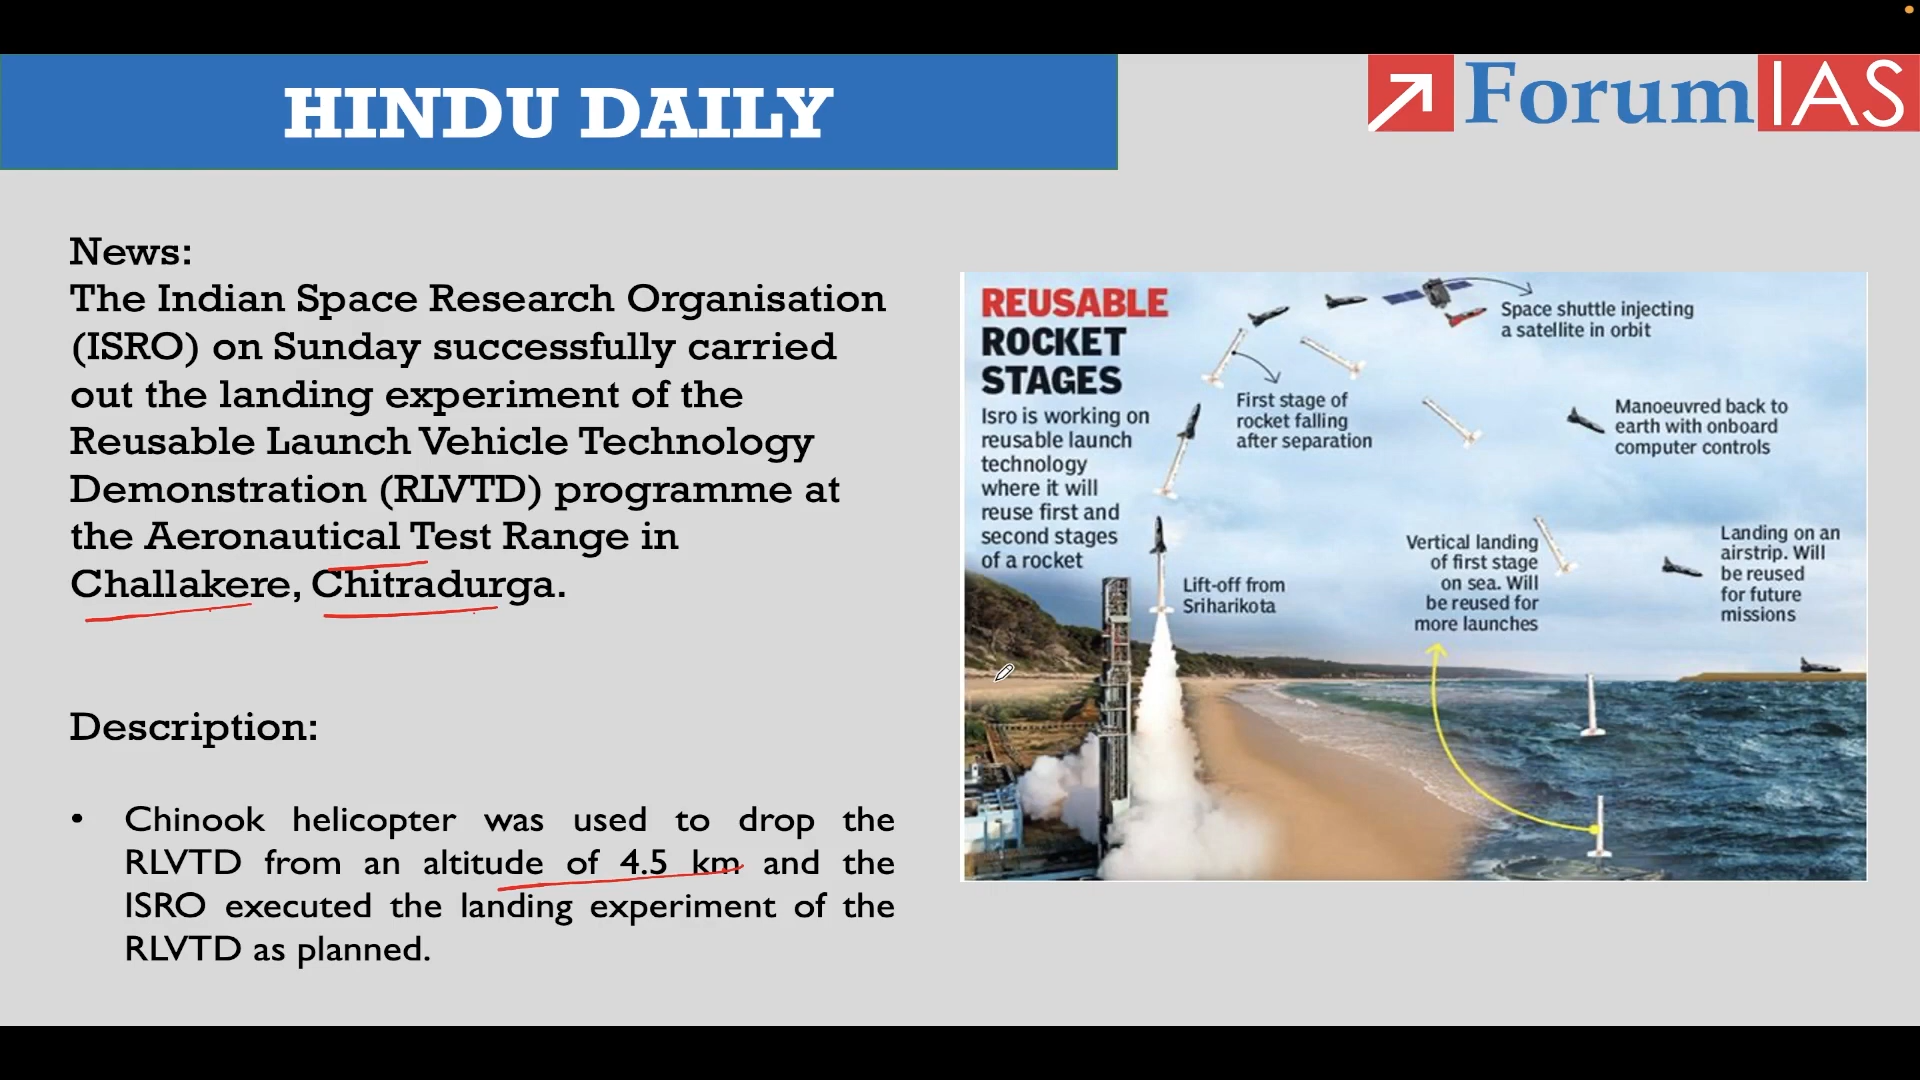 HINDU DAILY
ForumIAS
News:
The Indian Space Research Organisation
(ISRO) on Sunday successfully carried
out the landing experiment of the
Reusable Launch Vehicle Technology
Demonstration (RLVTD) programme at
the Aeronautical Test Range in
Challakere, Chitradurga.
Description:
• Chinook helicopter was used to drop the
RLVTD from an altitude of 4.5 km and the
ISRO executed the landing experiment of the
RLVTD as planned.
REUSABLE
ROCKET
STAGES
Isro is working on
reusable launch
technology
where it will
reuse first and
second stages
of a rocket
Lift-off from
Sriharikota
First stage of
rocket falling
after separation
Space shuttle injecting
a satellite in orbit
Manoeuvred back to
earth with onboard
computer controls
Vertical landing
of first stage
on sea. Will
be reused for
more launches
Landing on an
airstrip. Will
be reused
for future
missions